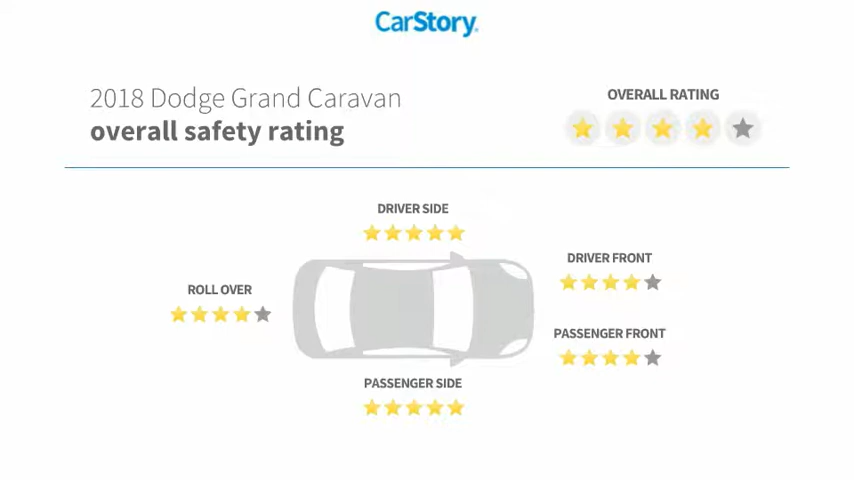 CarStory.
2018 Dodge Grand Caravan
overall safety rating
OVERALL RATING
DRIVER SIDE
DRIVER FRONT
ROLL OVER
PASSENGER FRONT
PASSENGER SIDE